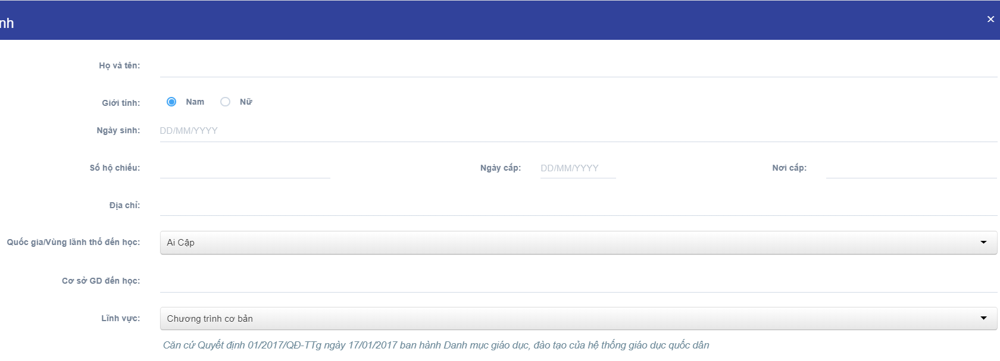 nh
×
Họ và tên:
Giới tính: Nam Nữ
Ngày sinh: DD/MM/YYYY
Số hộ chiếu: Ngày cấp: DD/MM/YYYY Nơi cấp:
Địa chỉ:
Quốc gia/Vùng lãnh thổ đến học: Ai Cập
Cơ sở GD đến học:
Lĩnh vực: Chương trình cơ bản
Căn cứ Quyết định 01/2017/QĐ-TTg ngày 17/01/2017 ban hành Danh mục giáo dục, đào tạo của hệ thống giáo dục quốc dân